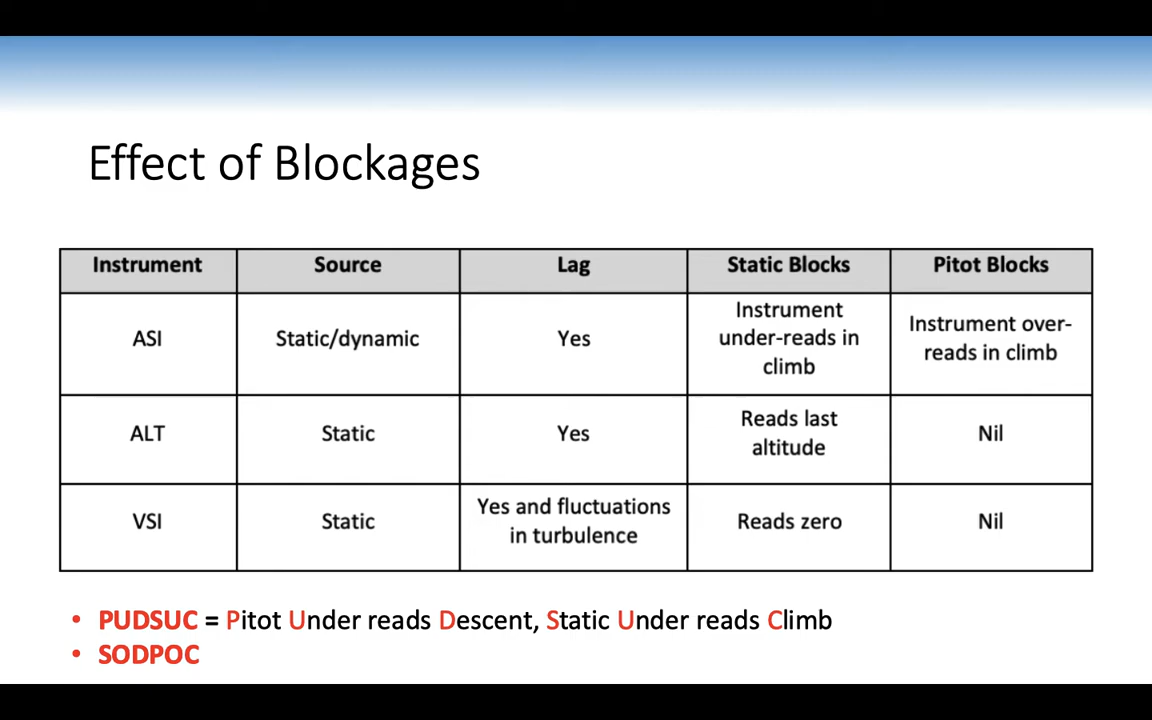 Effect of Blockages
Instrument Source Lag Static Blocks Pitot Blocks
ASI Static/dynamic Yes Instrument under-reads in climb Instrument over-reads in climb
ALT Static Yes Reads last altitude Nil
VSI Static Yes and fluctuations in turbulence Reads zero Nil
• PUDSUC = Pitot Under reads Descent, Static Under reads Climb
• SODPOC